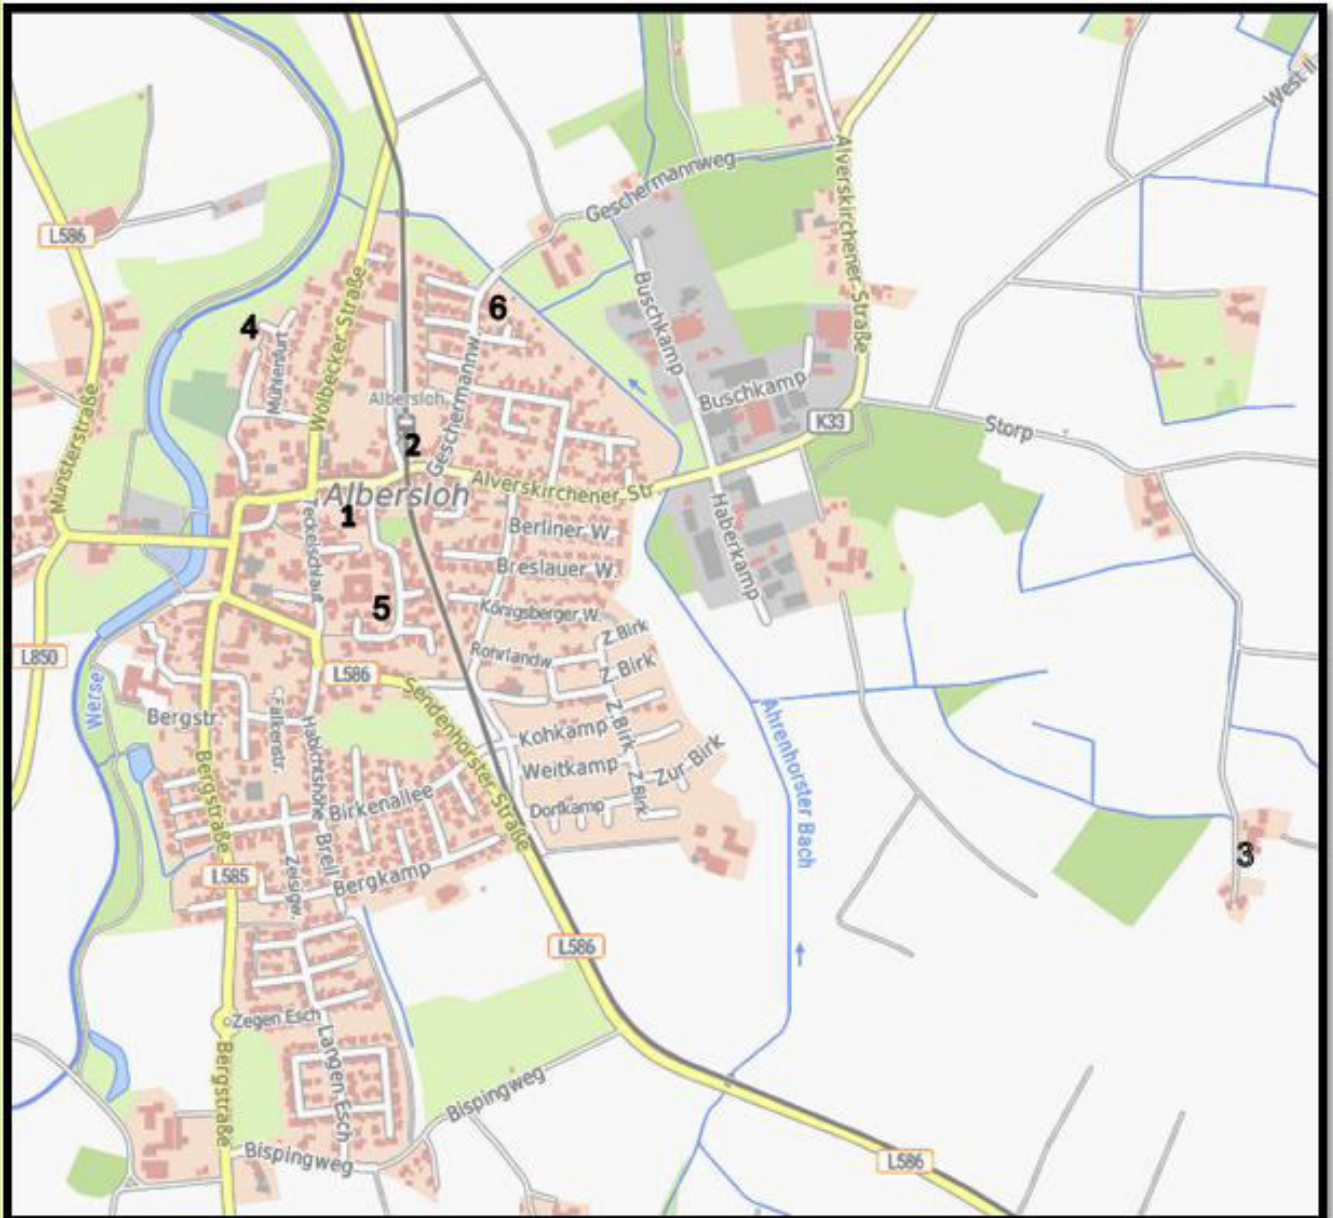 West II
Geschermannweg
Alverskirchener-Straße
L586
6
Buschkamp
4
Mühlenfurt
Wolbecker Straße
Albersloh
Geschermannw.
Buschkamp
K33
Münsterstraße
2
Storp
Alverskirchener Str
Albersloh
1
Teckelschlaut
Berliner W.
Haberkamp
Breslauer W.
5
Königsberger W.
Z.Birk
Rohrlandw.
Z.Birk
L850
L586
Werse
Sendenhorster Straße
Bergstr.
Falkenstr.
Habichtshöhe
Z.Birk
Kohkamp
Ahrenhorster Bach
Zur-Birk
Weitkamp
Z.Birk
Bergstraße
Birkenallee
Dorfkamp
Breil
3
L585
Zeisigw.
Bergkamp
L586
Zegen Esch
Langen Esch
Bergstraße
Bispingweg
Bispingweg
L586